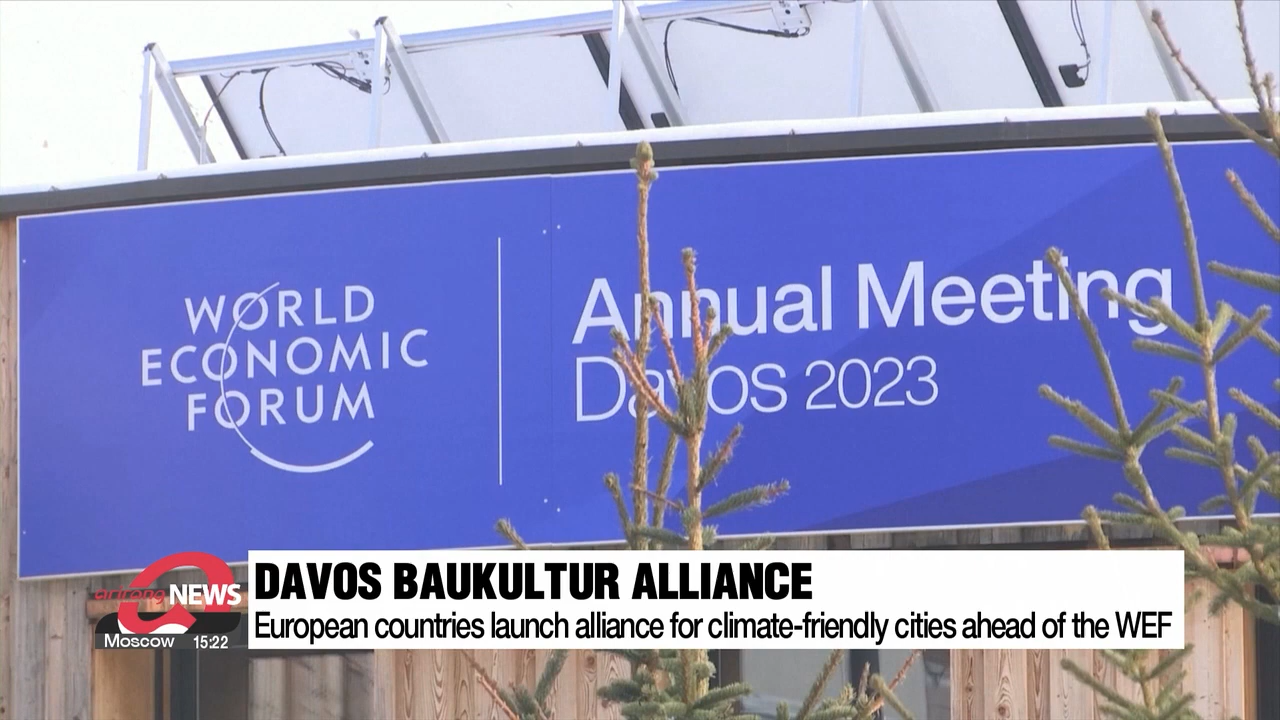 WORLD
ECONOMIC
FORUM
Annual Meeting
Davos 2023
arirang NEWS
Moscow 15:22
DAVOS BAUKULTUR ALLIANCE
European countries launch alliance for climate-friendly cities ahead of the WEF